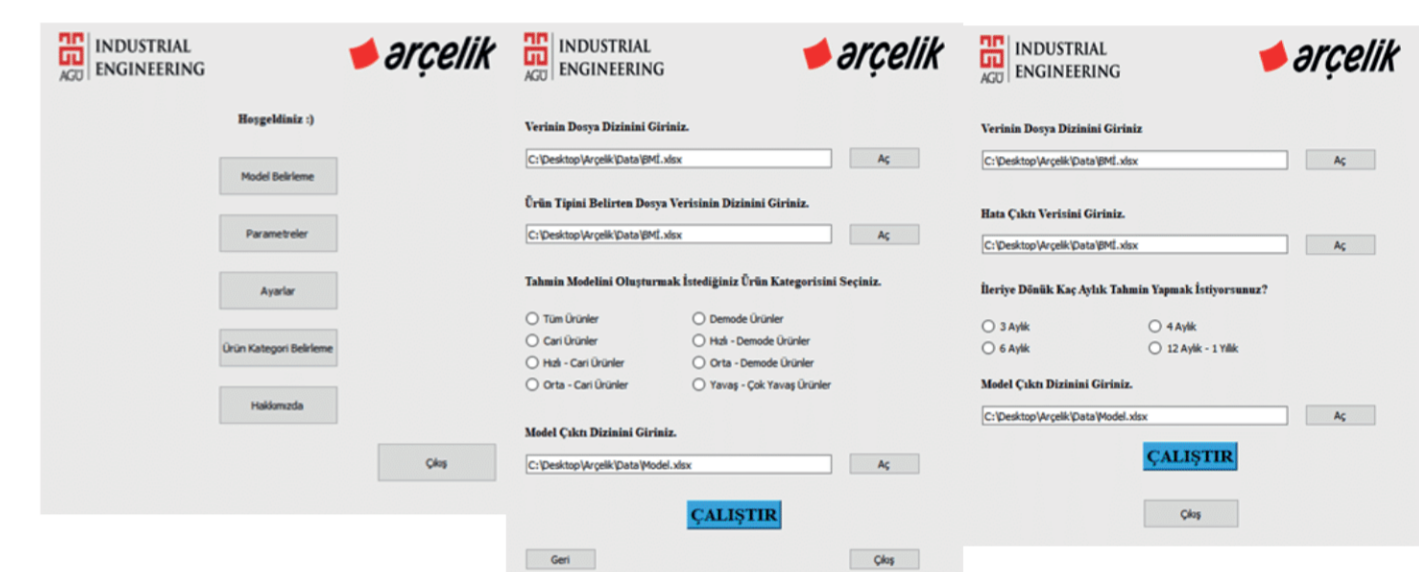 INDUSTRIAL
ENGINEERING
AGÜ
arçelik
Hoşgeldiniz :)
Model Belirleme
Parametreler
Ayarlar
Ürün Kategori Belirleme
Hakkımızda
Çıkış
INDUSTRIAL
ENGINEERING
AGÜ
arçelik
Verinin Dosya Dizinini Giriniz.
C:\Desktop\Arçelik\Data\BMİ.xlsx Aç
Ürün Tipini Belirten Dosya Verisinin Dizinini Giriniz.
C:\Desktop\Arçelik\Data\BMİ.xlsx Aç
Tahmin Modelini Oluşturmak İstediğiniz Ürün Kategorisini Seçiniz.
Tüm Ürünler Demode Ürünler
Cari Ürünler Hızlı - Demode Ürünler
Hızlı - Cari Ürünler Orta - Demode Ürünler
Orta - Cari Ürünler Yavaş - Çok Yavaş Ürünler
Model Çıktı Dizinini Giriniz.
C:\Desktop\Arçelik\Data\Model.xlsx Aç
ÇALIŞTIR
Geri Çıkış
INDUSTRIAL
ENGINEERING
AGÜ
arçelik
Verinin Dosya Dizinini Giriniz
C:\Desktop\Arçelik\Data\BMİ.xlsx Aç
Hata Çıktı Verisini Giriniz.
C:\Desktop\Arçelik\Data\BMİ.xlsx Aç
İleriye Dönük Kaç Aylık Tahmin Yapmak İstiyorsunuz?
3 Aylık 4 Aylık
6 Aylık 12 Aylık - 1 Yıllık
Model Çıktı Dizinini Giriniz.
C:\Desktop\Arçelik\Data\Model.xlsx Aç
ÇALIŞTIR
Çıkış